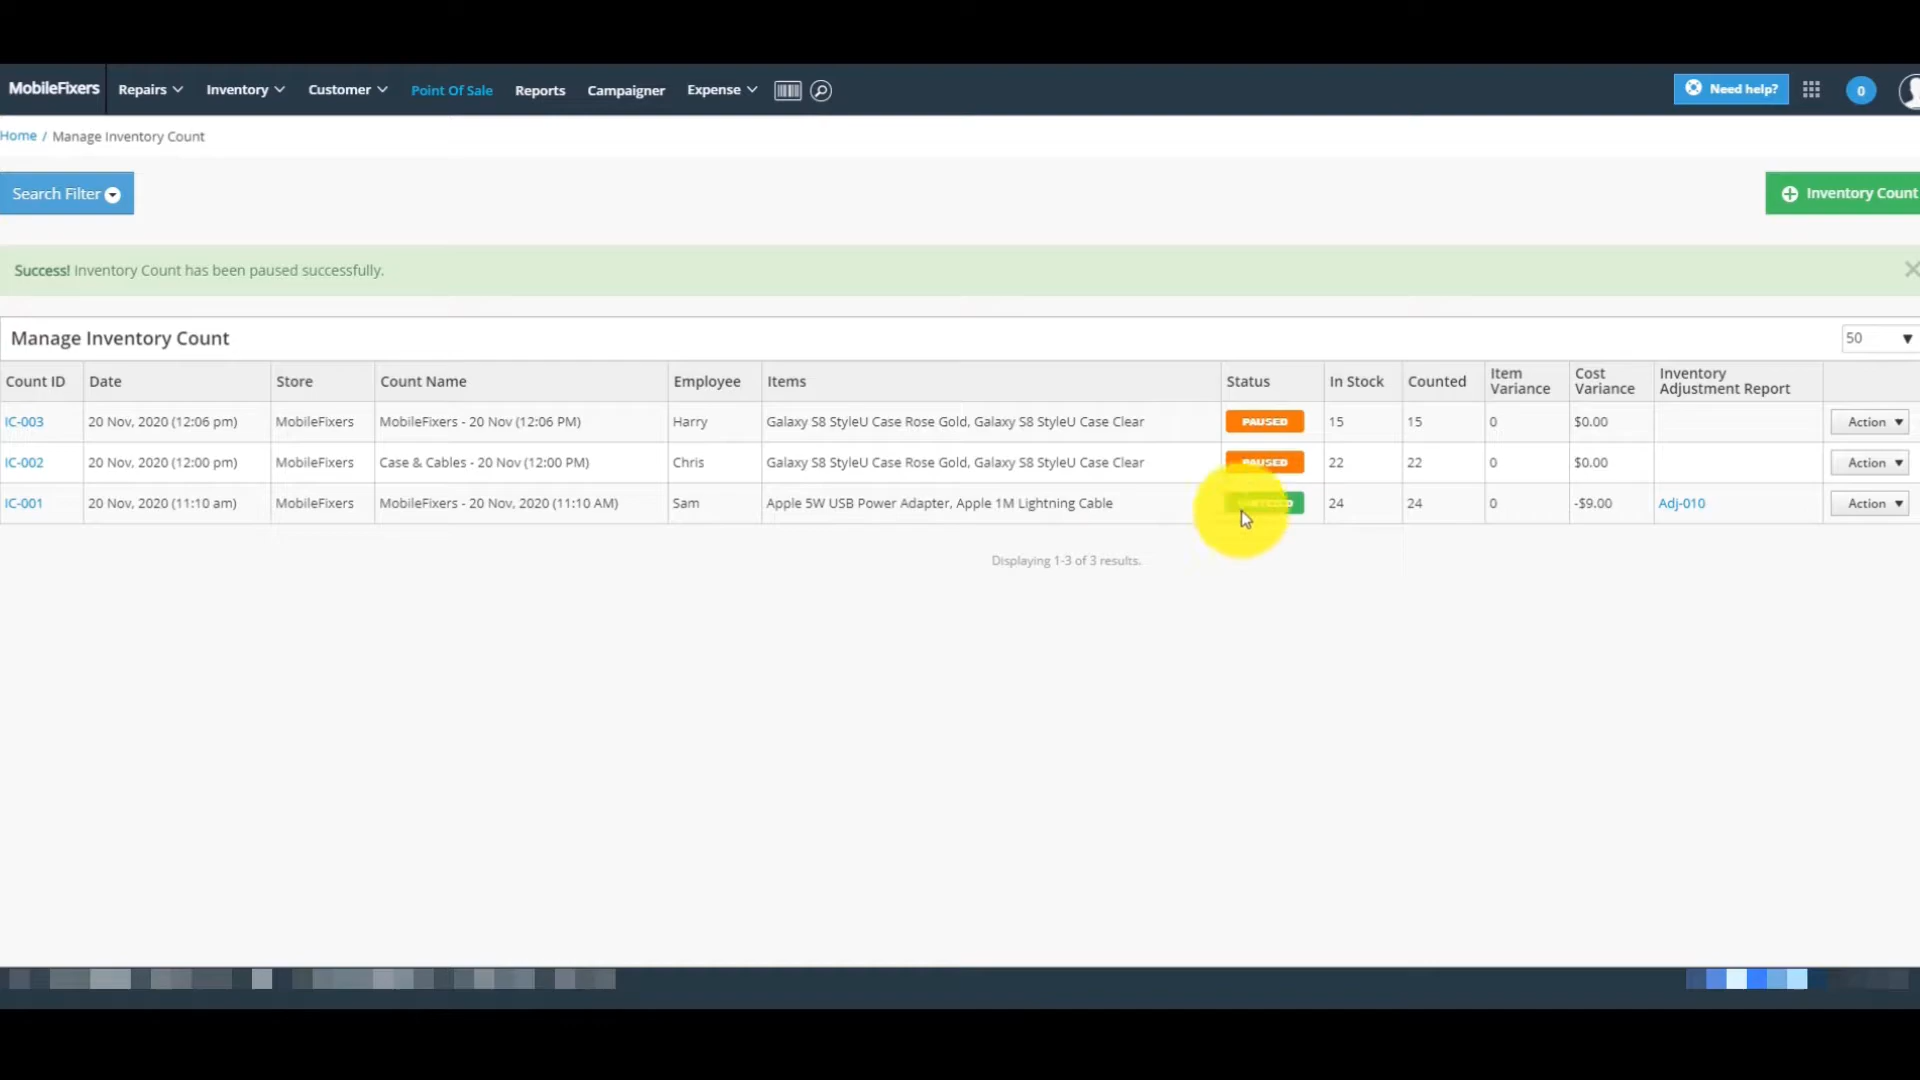 MobileFixers Repairs Inventory Customer Point Of Sale Reports Campaigner Expense Need help? 0
Home / Manage Inventory Count
Search Filter Inventory Count
Success! Inventory Count has been paused successfully.
Manage Inventory Count 50
Count ID Date Store Count Name Employee Items Status In Stock Counted Item Variance Cost Variance Inventory Adjustment Report
IC-003 20 Nov, 2020 (12:06 pm) MobileFixers MobileFixers - 20 Nov (12:06 PM) Harry Galaxy S8 StyleU Case Rose Gold, Galaxy S8 StyleU Case Clear PAUSED 15 15 0 $0.00 Action
IC-002 20 Nov, 2020 (12:00 pm) MobileFixers Case & Cables - 20 Nov (12:00 PM) Chris Galaxy S8 StyleU Case Rose Gold, Galaxy S8 StyleU Case Clear PAUSED 22 22 0 $0.00 Action
IC-001 20 Nov, 2020 (11:10 am) MobileFixers MobileFixers - 20 Nov, 2020 (11:10 AM) Sam Apple 5W USB Power Adapter, Apple 1M Lightning Cable 24 24 0 -$9.00 Adj-010 Action
Displaying 1-3 of 3 results.